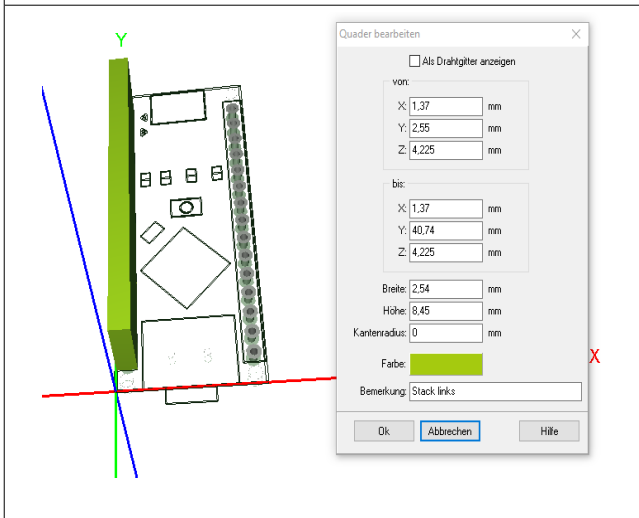 Y
X
Quader bearbeiten
Als Drahtgitter anzeigen
von:
X: 1,37 mm
Y: 2,55 mm
Z: 4,225 mm
bis:
X: 1,37 mm
Y: 40,74 mm
Z: 4,225 mm
Breite: 2,54 mm
Höhe: 8,45 mm
Kantenradius: 0 mm
Farbe:
Bemerkung: Stack links
Ok Abbrechen Hilfe